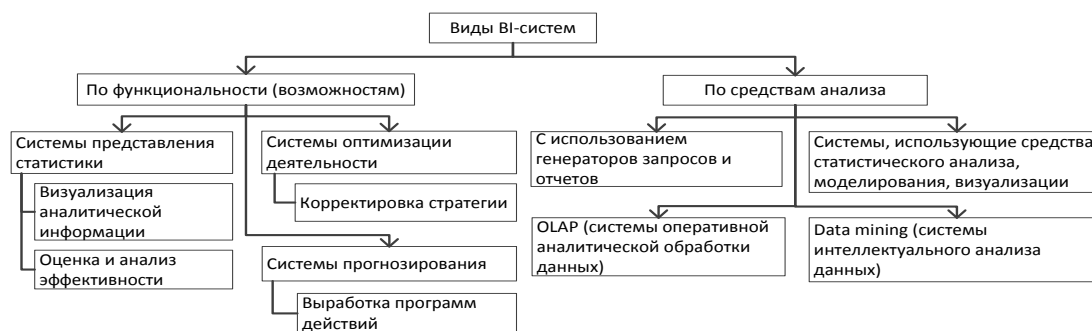 Виды BI-систем
По функциональности (возможностям)
Системы представления
статистики
Визуализация
аналитической
информации
Оценка и анализ
эффективности
Системы оптимизации
деятельности
Корректировка стратегии
Системы прогнозирования
Выработка программ
действий
По средствам анализа
С использованием
генераторов запросов и
отчетов
Системы, использующие средства
статистического анализа,
моделирования, визуализации
OLAP (системы оперативной
аналитической обработки
данных)
Data mining (системы
интеллектуального анализа
данных)